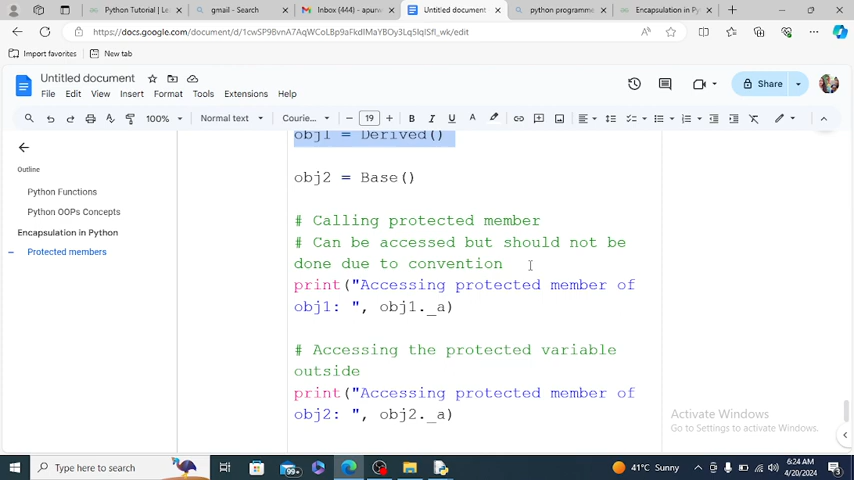 Python Tutorial | Le
gmail - Search
Inbox (444) - apunw
Untitled document
python programme
Encapsulation in Py
https://docs.google.com/document/d/1cwSP98vnA7AqWCoLBp9aFkdIMaYBOy3Lq5IqISfl_wk/edit
Import favorites
New tab
Untitled document
File Edit View Insert Format Tools Extensions Help
Share
100% Normal text Courie... 19 B I U A
obj1 = Derived()
Outline
Python Functions
Python OOPs Concepts
Encapsulation in Python
Protected members
obj2 = Base()
# Calling protected member
# Can be accessed but should not be
done due to convention
print("Accessing protected member of
obj1: ", obj1._a)
# Accessing the protected variable
outside
print("Accessing protected member of
obj2: ", obj2._a)
Activate Windows
Go to Settings to activate Windows.
Type here to search
99+
41°C Sunny
6:24 AM
4/20/2024
3